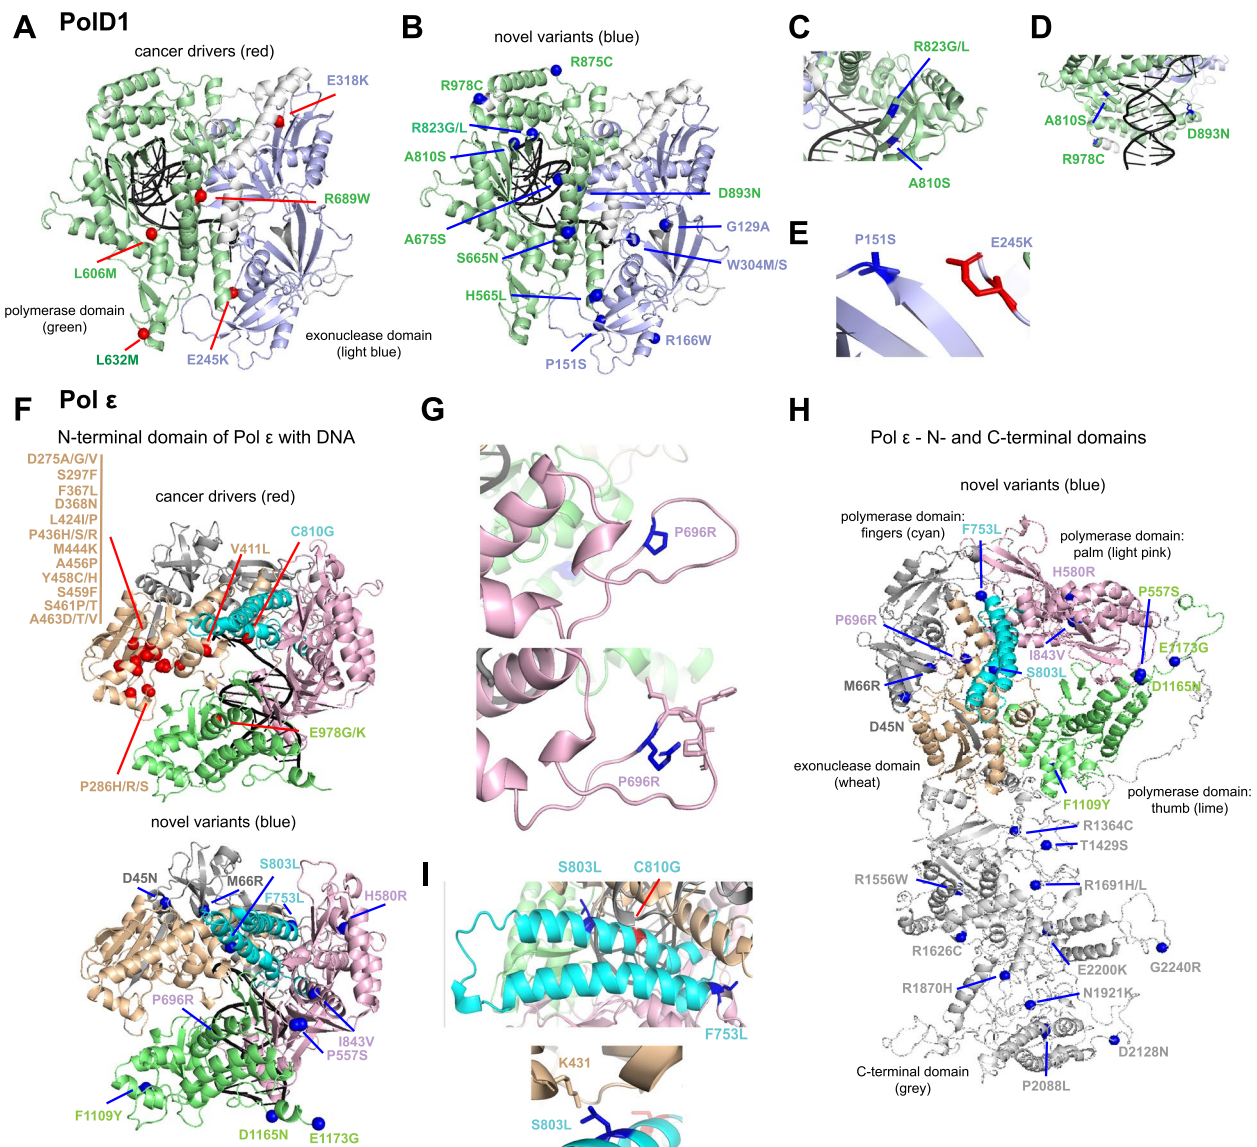 A
PolD1
cancer drivers (red)
E318K
R689W
L606M
polymerase domain
(green)
L632M
E245K
exonuclease domain
(light blue)
B
novel variants (blue)
R875C
R978C
R823G/L
A810S
D893N
A675S
G129A
S665N
W304M/S
H565L
P151S
R166W
C
R823G/L
A810S
D
A810S
D893N
R978C
E
P151S
E245K
F
Pol ε
N-terminal domain of Pol ε with DNA
D275A/G/V
S297F
F367L
D368N
L424I/P
P436H/S/R
M444K
A456P
Y458C/H
S459F
S461P/T
A463D/T/V
cancer drivers (red)
C810G
V411L
E978G/K
P286H/R/S
novel variants (blue)
S803L
D45N
M66R
F753L
H580R
P696R
I843V
P557S
F1109Y
D1165N
E1173G
G
P696R
P696R
I
S803L
C810G
F753L
K431
S803L
H
Pol ε - N- and C-terminal domains
novel variants (blue)
polymerase domain:
fingers (cyan)
F753L
polymerase domain:
palm (light pink)
H580R
P557S
P696R
I843V
E1173G
S803L
M66R
D1165N
D45N
exonuclease domain
(wheat)
F1109Y
polymerase domain:
thumb (lime)
R1364C
T1429S
R1556W
R1691H/L
R1626C
E2200K
G2240R
R1870H
N1921K
D2128N
C-terminal domain
(grey)
P2088L